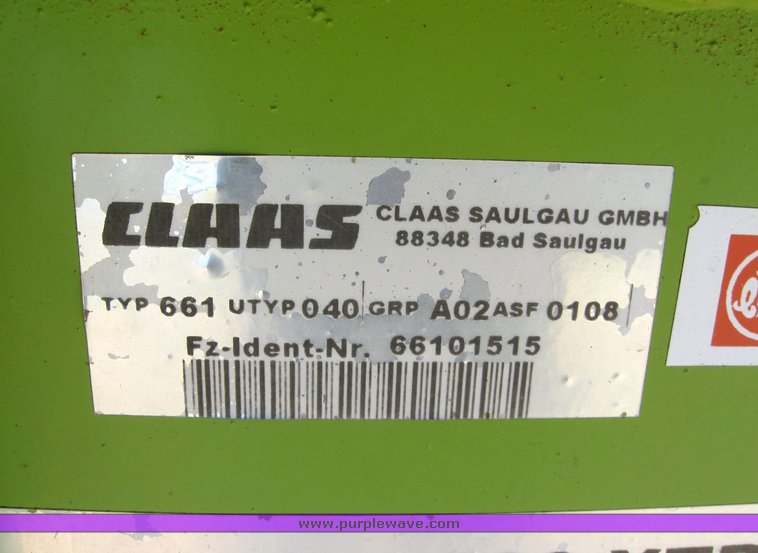 CLAAS
CLAAS SAULGAU GMBH
88348 Bad Saulgau
TYP 661 UTYP 040 GRP A02 ASF 0108
Fz-Ident-Nr. 66101515
www.purplewave.com